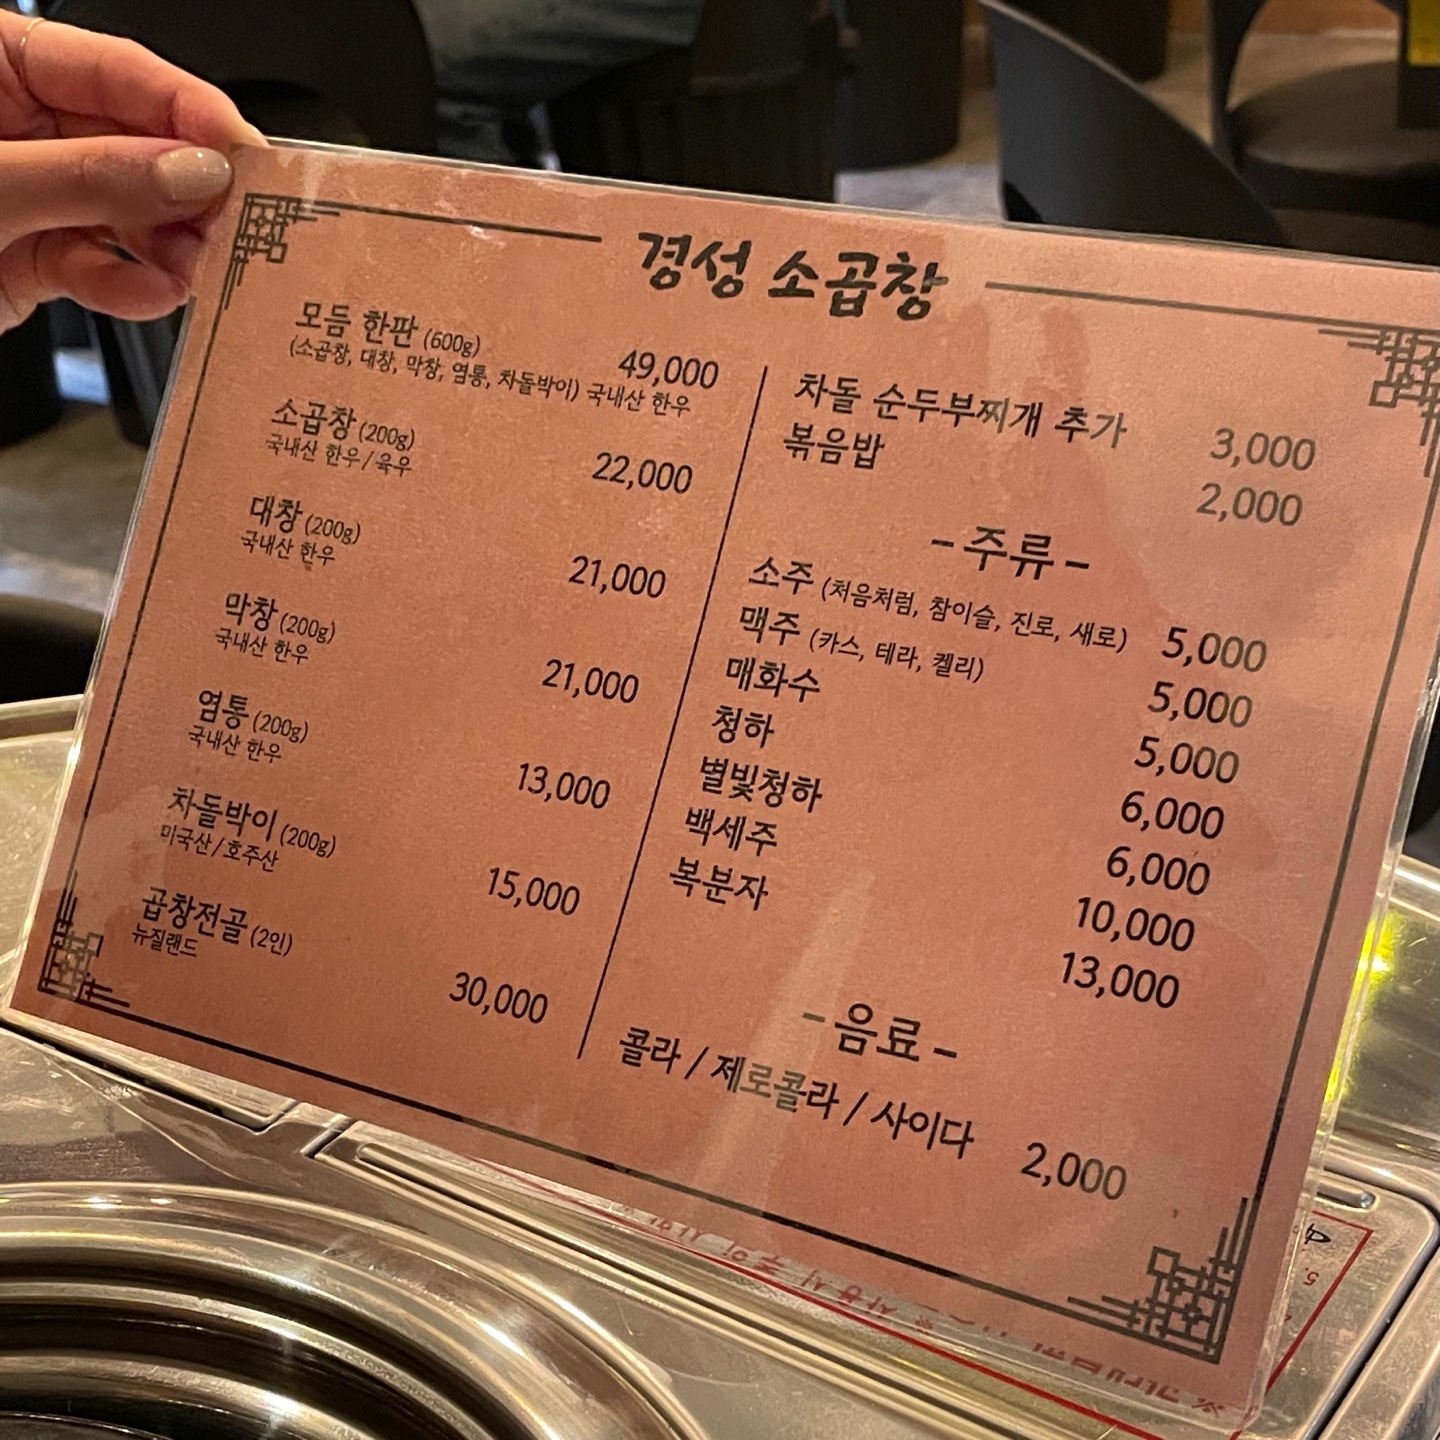 경성 소곱창
모듬 한판 (600g) 49,000
(소곱창, 대창, 막창, 염통, 차돌박이) 국내산 한우
소곱창 (200g) 22,000
국내산 한우/육우
대창 (200g) 21,000
국내산 한우
막창 (200g) 21,000
국내산 한우
염통 (200g) 13,000
국내산 한우
차돌박이 (200g) 15,000
미국산/호주산
곱창전골 (2인) 30,000
뉴질랜드
차돌 순두부찌개 추가 3,000
볶음밥 2,000
-주류-
소주 (처음처럼, 참이슬, 진로, 새로) 5,000
맥주 (카스, 테라, 켈리) 5,000
매화수 5,000
청하 6,000
별빛청하 6,000
백세주 10,000
복분자 13,000
-음료-
콜라 / 제로콜라 / 사이다 2,000